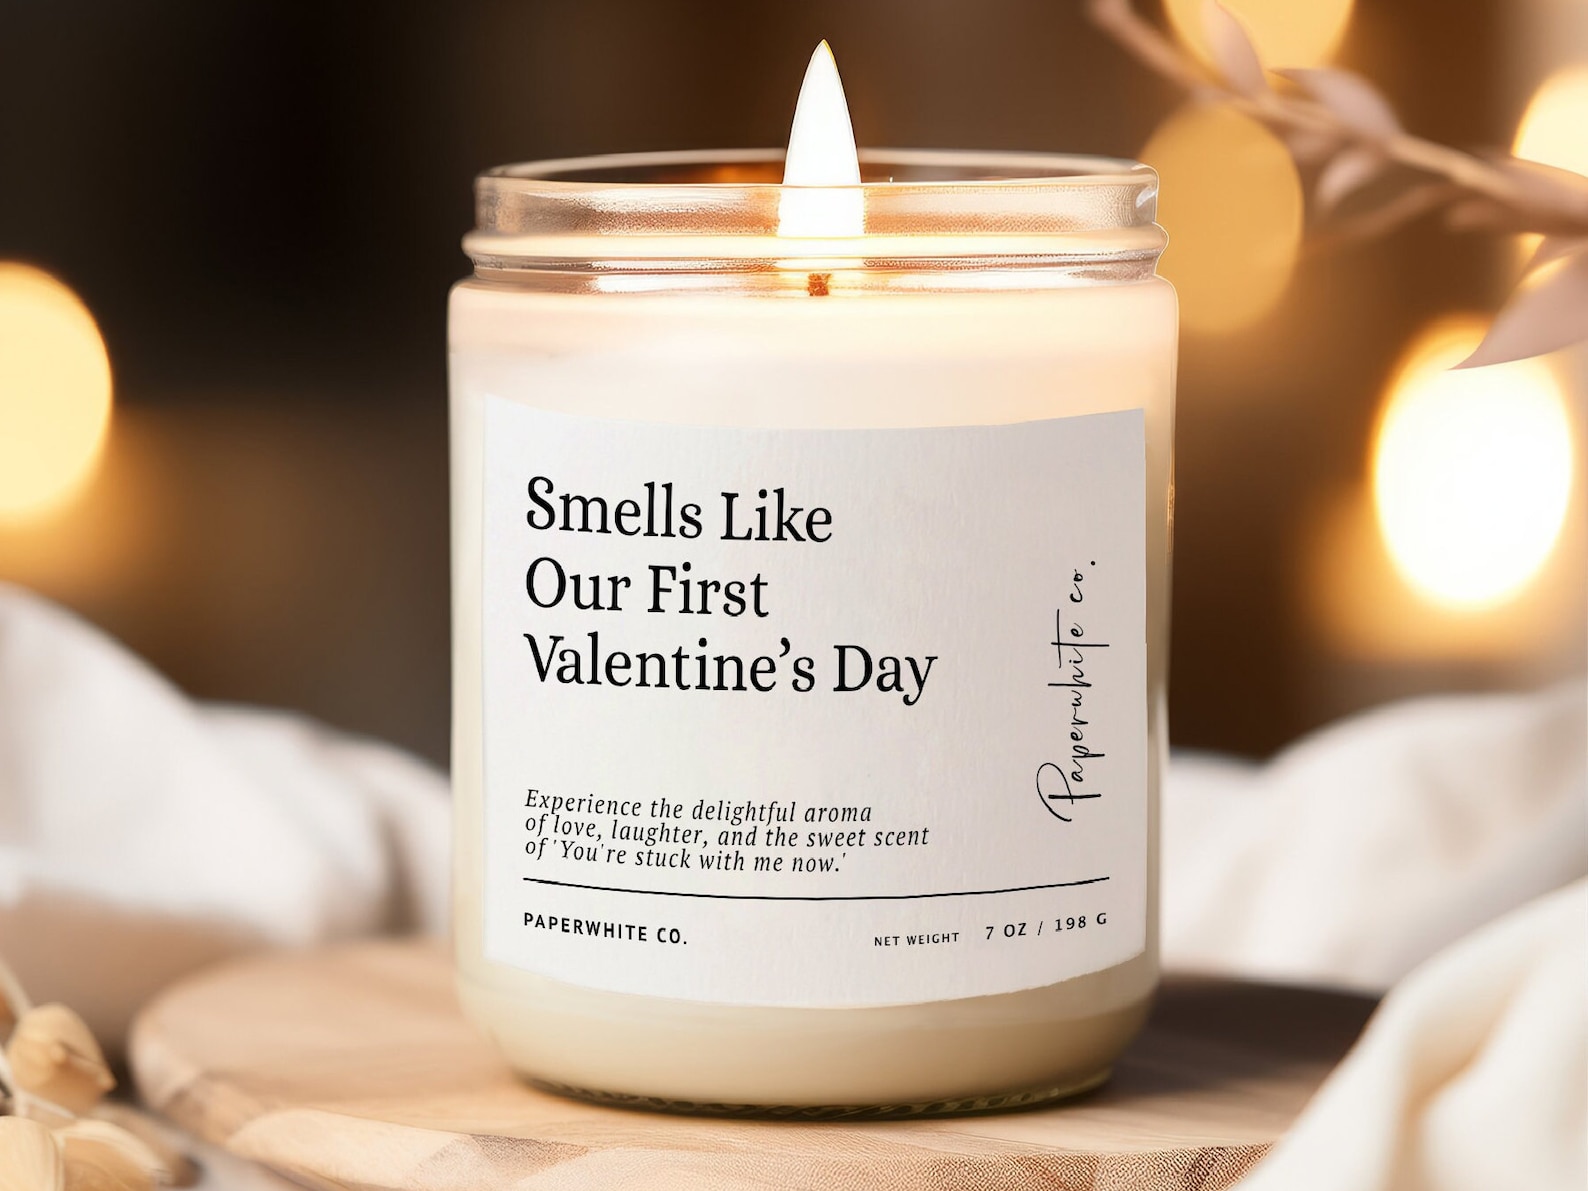 Smells Like
Our First
Valentine’s Day
Paperwhite co.
Experience the delightful aroma
of love, laughter, and the sweet scent
of 'You're stuck with me now.'
PAPERWHITE CO.
NET WEIGHT 7 OZ / 198 G